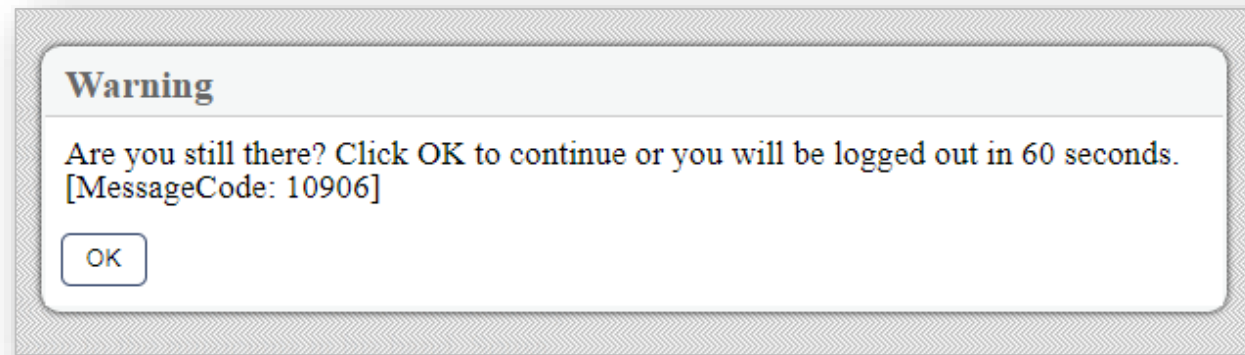 Warning
Are you still there? Click OK to continue or you will be logged out in 60 seconds.
[MessageCode: 10906]
OK